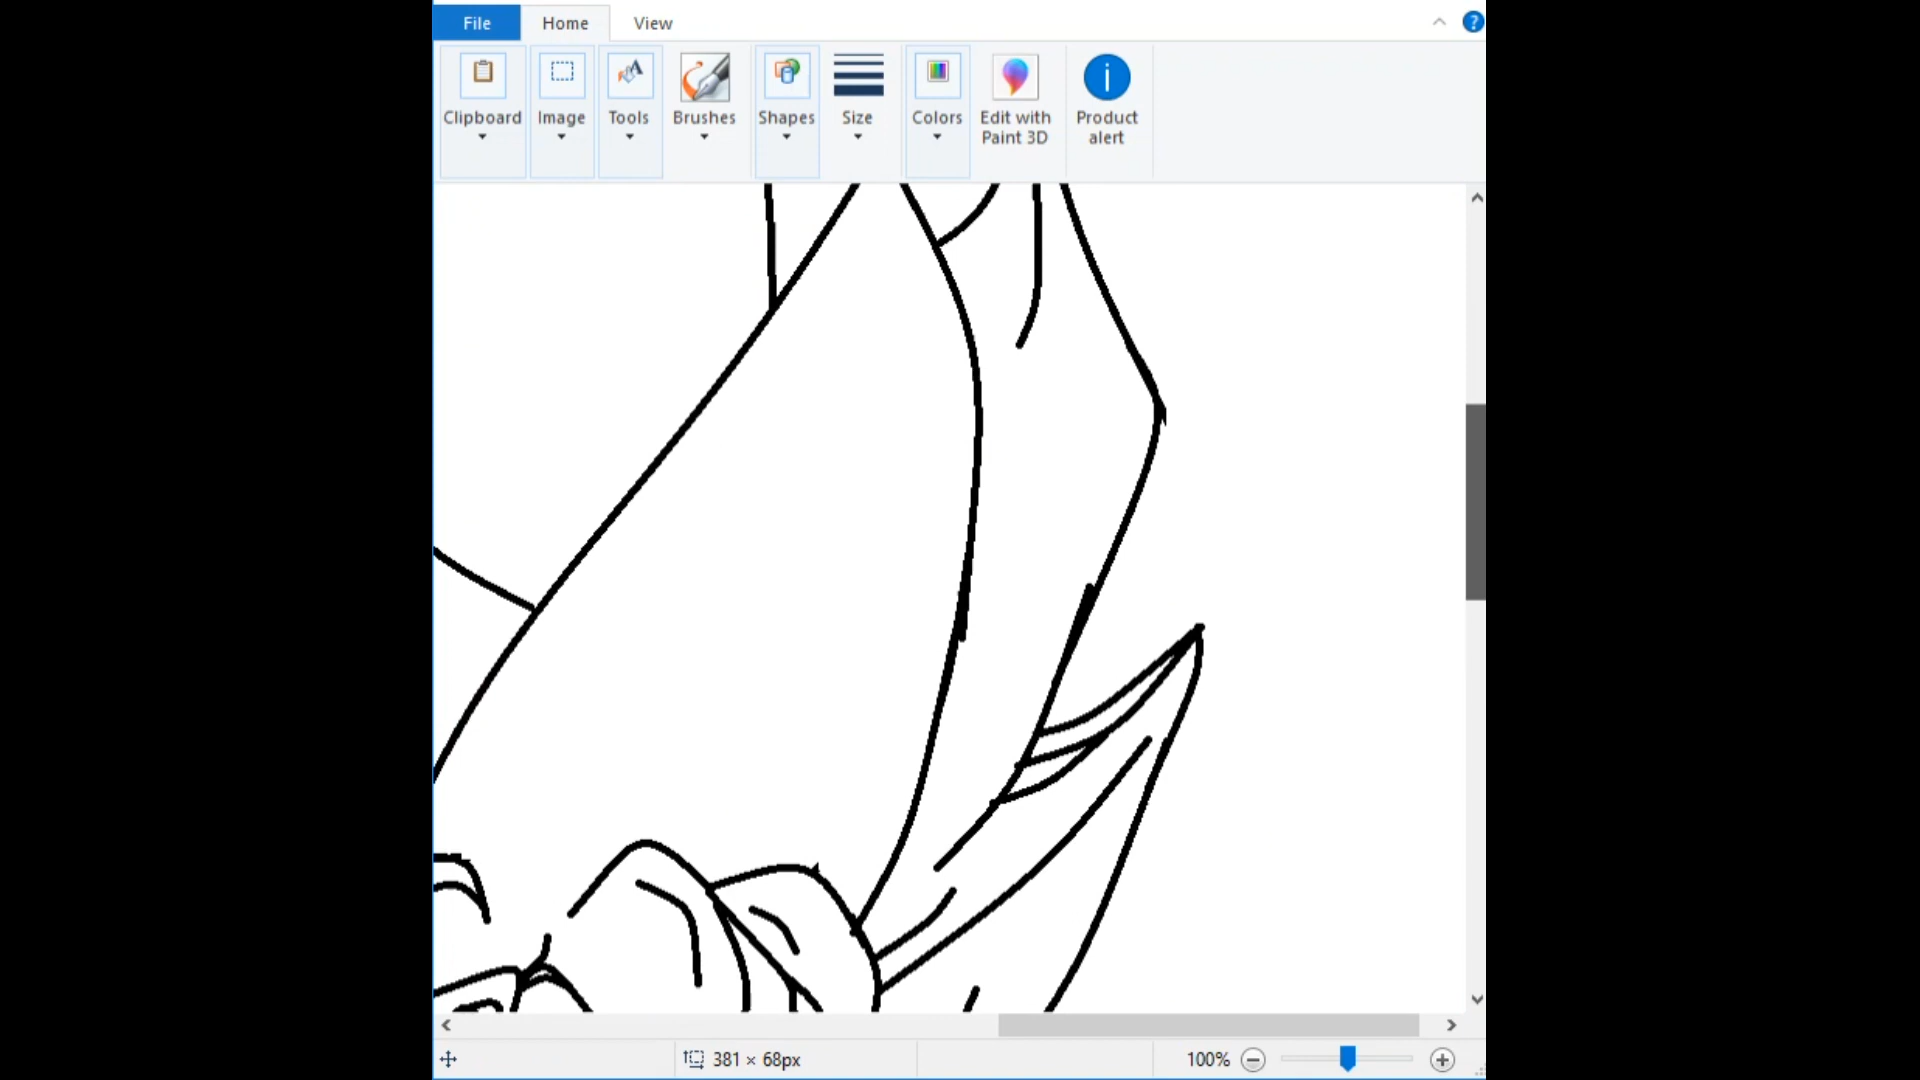 File Home View
Clipboard Image Tools Brushes Shapes Size Colors Edit with Paint 3D Product alert
381 × 68px 100%